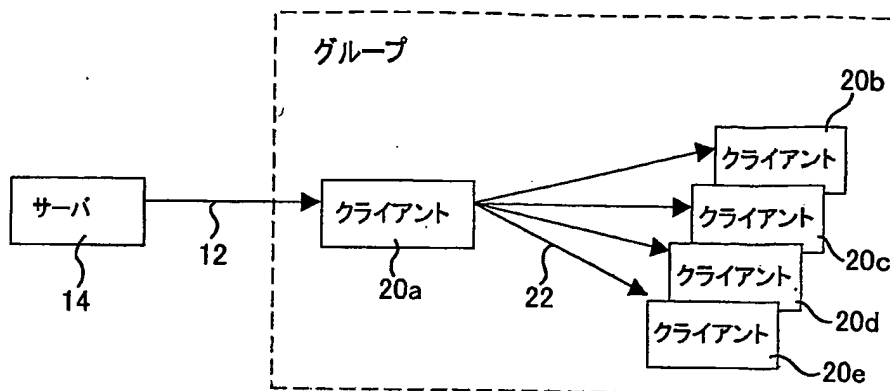 グループ
20b
クライアント
サーバ
クライアント
クライアント
12
14
20a
22
20c
クライアント
20d
クライアント
20e